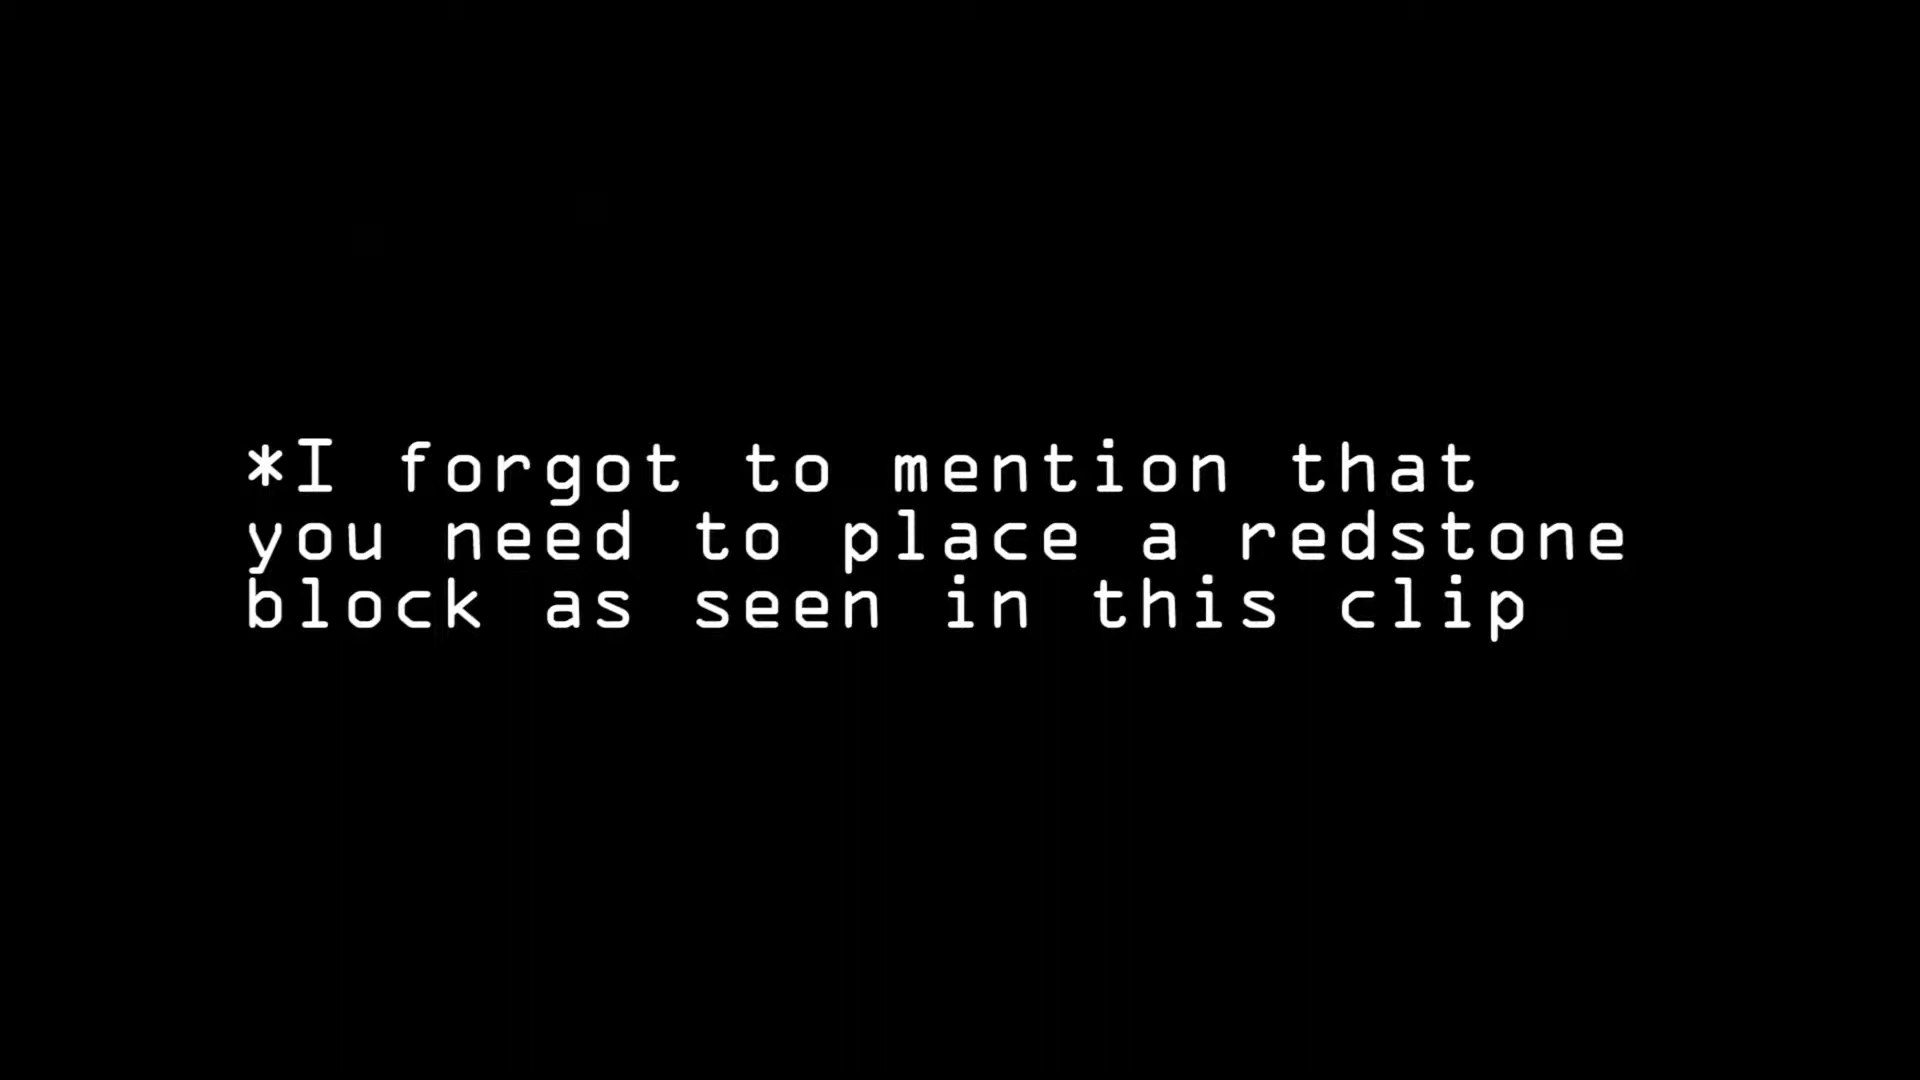 *I forgot to mention that
you need to place a redstone
block as seen in this clip